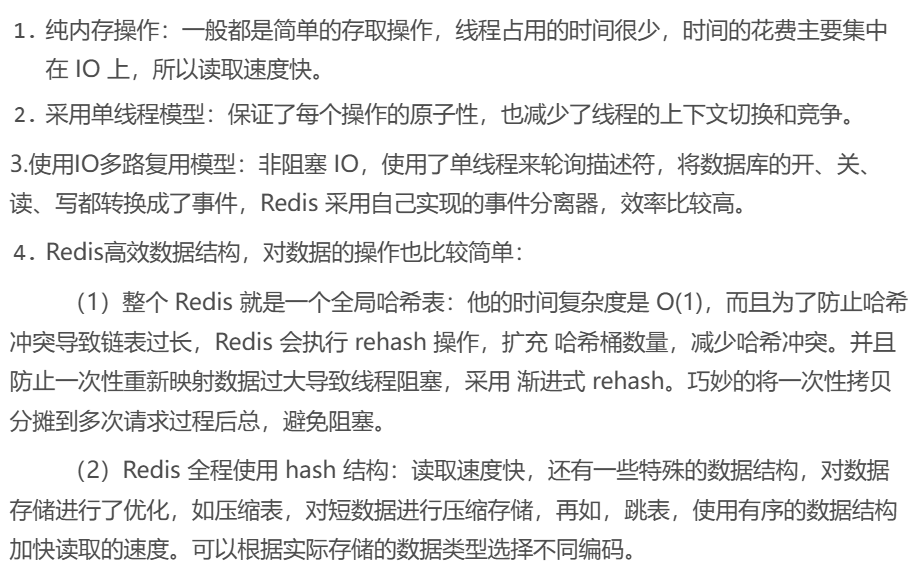 1. 纯内存操作：一般都是简单的存取操作，线程占用的时间很少，时间的花费主要集中
在 IO 上，所以读取速度快。
2. 采用单线程模型：保证了每个操作的原子性，也减少了线程的上下文切换和竞争。
3.使用IO多路复用模型：非阻塞 IO，使用了单线程来轮询描述符，将数据库的开、关、
读、写都转换成了事件，Redis 采用自己实现的事件分离器，效率比较高。
4. Redis高效数据结构，对数据的操作也比较简单：
（1）整个 Redis 就是一个全局哈希表：他的时间复杂度是 O(1)，而且为了防止哈希
冲突导致链表过长，Redis 会执行 rehash 操作，扩充 哈希桶数量，减少哈希冲突。并且
防止一次性重新映射数据过大导致线程阻塞，采用 渐进式 rehash。巧妙的将一次性拷贝
分摊到多次请求过程后总，避免阻塞。
（2）Redis 全程使用 hash 结构：读取速度快，还有一些特殊的数据结构，对数据
存储进行了优化，如压缩表，对短数据进行压缩存储，再如，跳表，使用有序的数据结构
加快读取的速度。可以根据实际存储的数据类型选择不同编码。